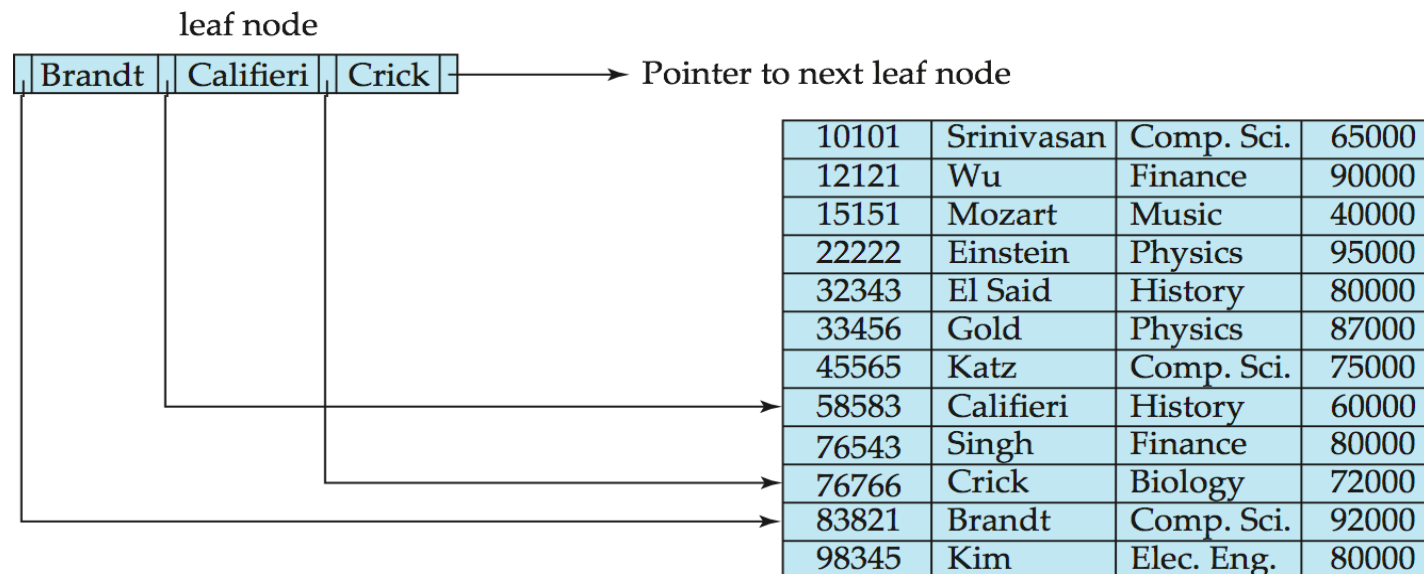 leaf node
Brandt Califieri Crick Pointer to next leaf node
10101 Srinivasan Comp. Sci. 65000
12121 Wu Finance 90000
15151 Mozart Music 40000
22222 Einstein Physics 95000
32343 El Said History 80000
33456 Gold Physics 87000
45565 Katz Comp. Sci. 75000
58583 Califieri History 60000
76543 Singh Finance 80000
76766 Crick Biology 72000
83821 Brandt Comp. Sci. 92000
98345 Kim Elec. Eng. 80000